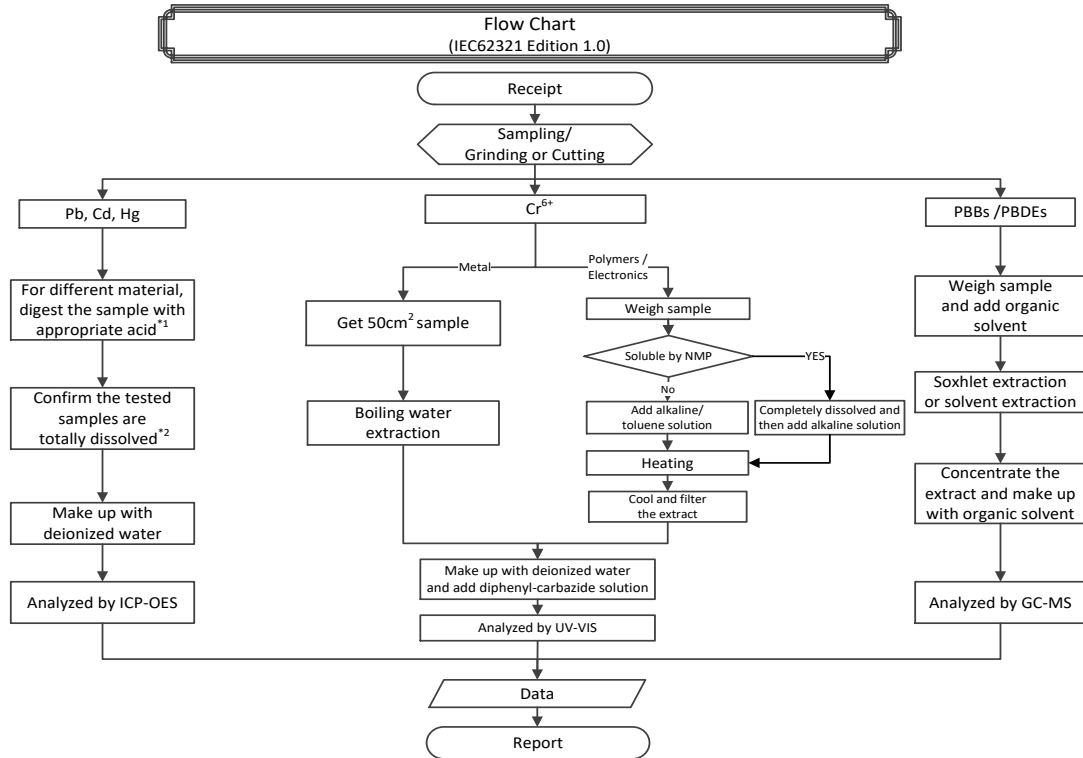 Flow Chart
(IEC62321 Edition 1.0)
Receipt
Sampling/
Grinding or Cutting
Pb, Cd, Hg
For different material,
digest the sample with
appropriate acid*1
Confirm the tested
samples are
totally dissolved*2
Make up with
deionized water
Analyzed by ICP-OES
Cr6+
Metal
Get 50cm2 sample
Boiling water
extraction
Polymers /
Electronics
Weigh sample
Soluble by NMP
YES
No
Add alkaline/
toluene solution
Completely dissolved and
then add alkaline solution
Heating
Cool and filter
the extract
Make up with deionized water
and add diphenyl-carbazide solution
Analyzed by UV-VIS
PBBs /PBDEs
Weigh sample
and add organic
solvent
Soxhlet extraction
or solvent extraction
Concentrate the
extract and make up
with organic solvent
Analyzed by GC-MS
Data
Report